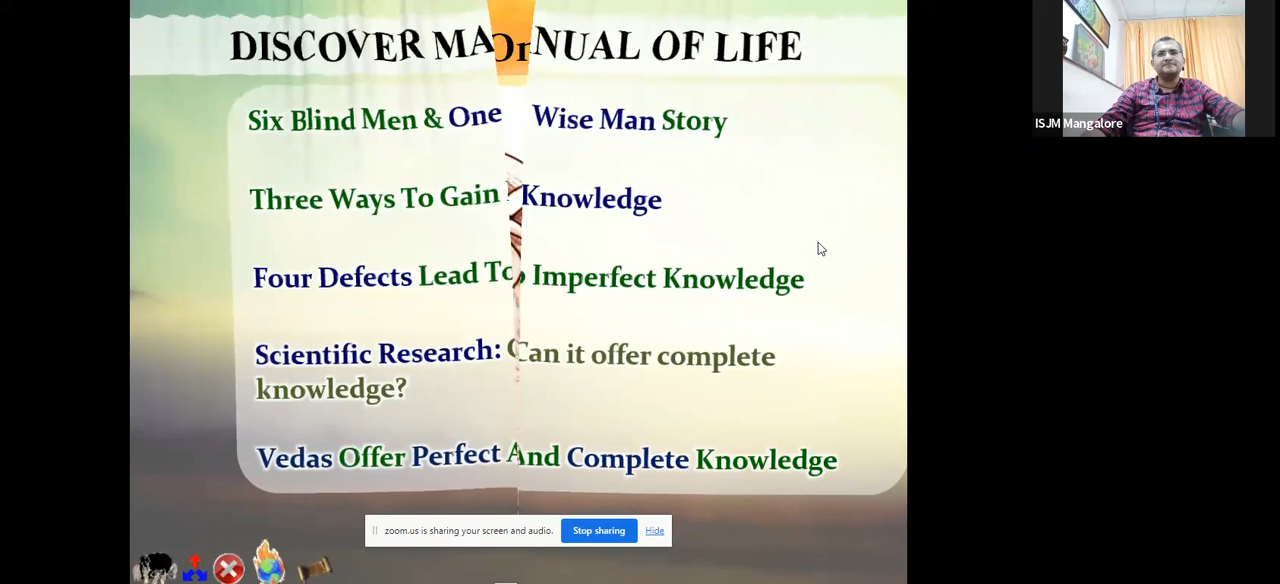 DISCOVER MANUAL OF LIFE
Or
Six Blind Men & One Wise Man Story
Three Ways To Gain Knowledge
Four Defects Lead To Imperfect Knowledge
Scientific Research: Can it offer complete
knowledge?
Vedas Offer Perfect And Complete Knowledge
ISJM Mangalore
zoom.us is sharing your screen and audio.
Stop sharing
Hide